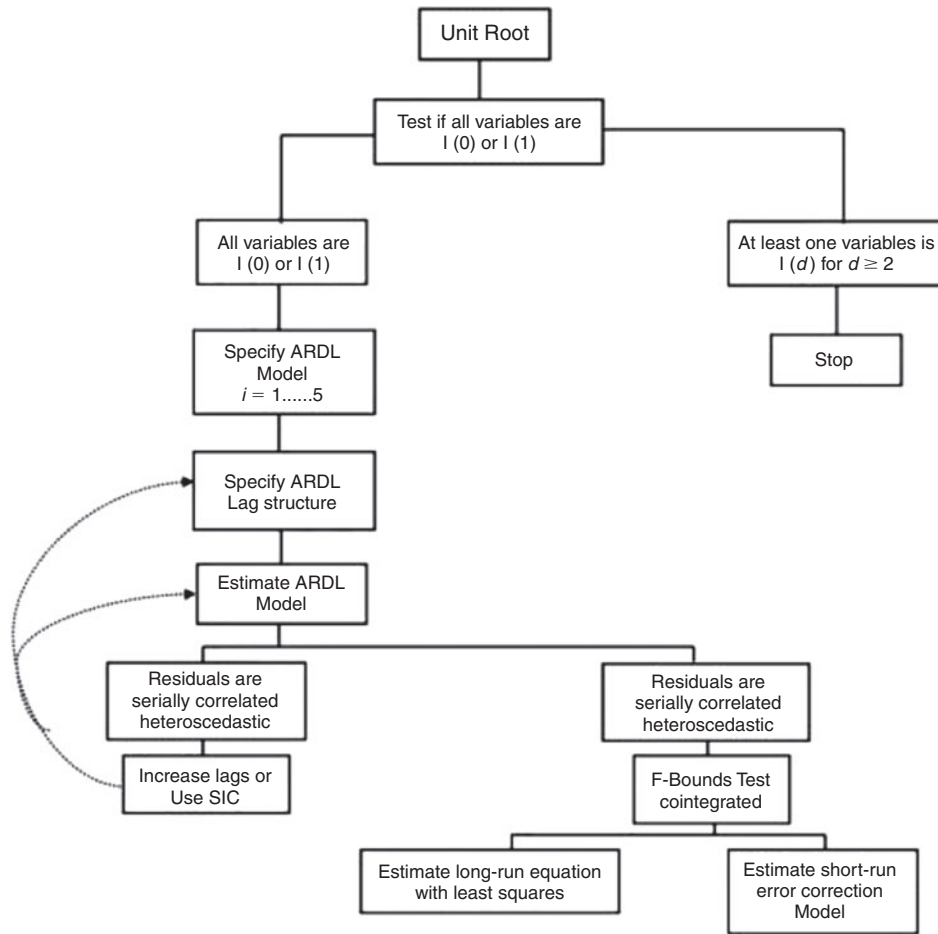 Unit Root
Test if all variables are
I (0) or I (1)
All variables are
I (0) or I (1)
At least one variables is
I (d) for d ≥ 2
Specify ARDL
Model
i = 1......5
Stop
Specify ARDL
Lag structure
Estimate ARDL
Model
Residuals are
serially correlated
heteroscedastic
Residuals are
serially correlated
heteroscedastic
Increase lags or
Use SIC
F-Bounds Test
cointegrated
Estimate long-run equation
with least squares
Estimate short-run
error correction
Model